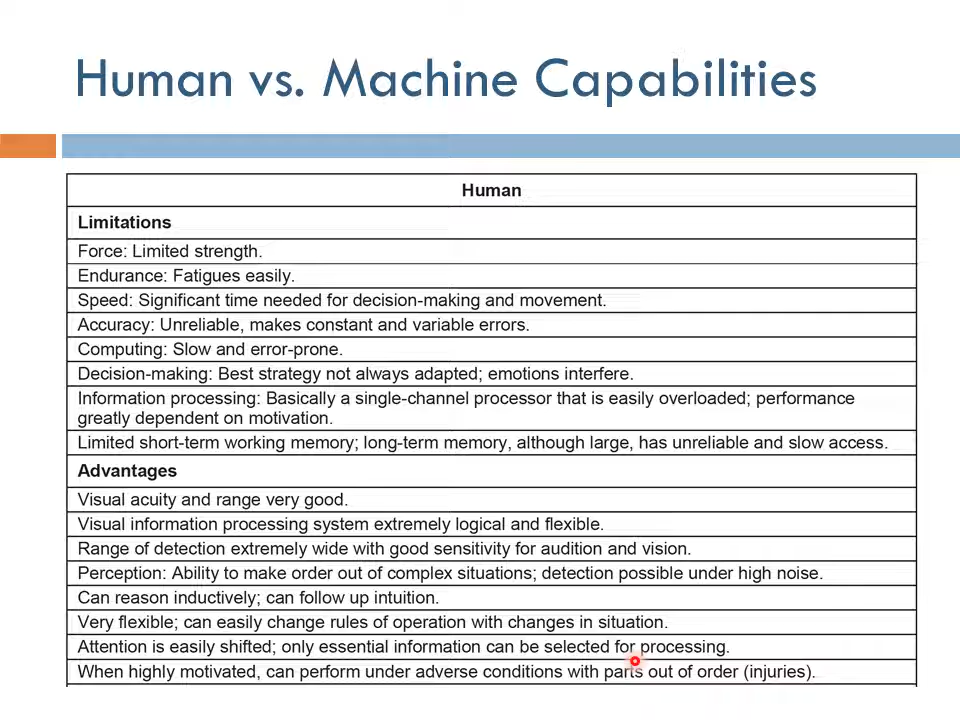 Human vs. Machine Capabilities
Human
Limitations
Force: Limited strength.
Endurance: Fatigues easily.
Speed: Significant time needed for decision-making and movement.
Accuracy: Unreliable, makes constant and variable errors.
Computing: Slow and error-prone.
Decision-making: Best strategy not always adapted; emotions interfere.
Information processing: Basically a single-channel processor that is easily overloaded; performance
greatly dependent on motivation.
Limited short-term working memory; long-term memory, although large, has unreliable and slow access.
Advantages
Visual acuity and range very good.
Visual information processing system extremely logical and flexible.
Range of detection extremely wide with good sensitivity for audition and vision.
Perception: Ability to make order out of complex situations; detection possible under high noise.
Can reason inductively; can follow up intuition.
Very flexible; can easily change rules of operation with changes in situation.
Attention is easily shifted; only essential information can be selected for processing.
When highly motivated, can perform under adverse conditions with parts out of order (injuries).